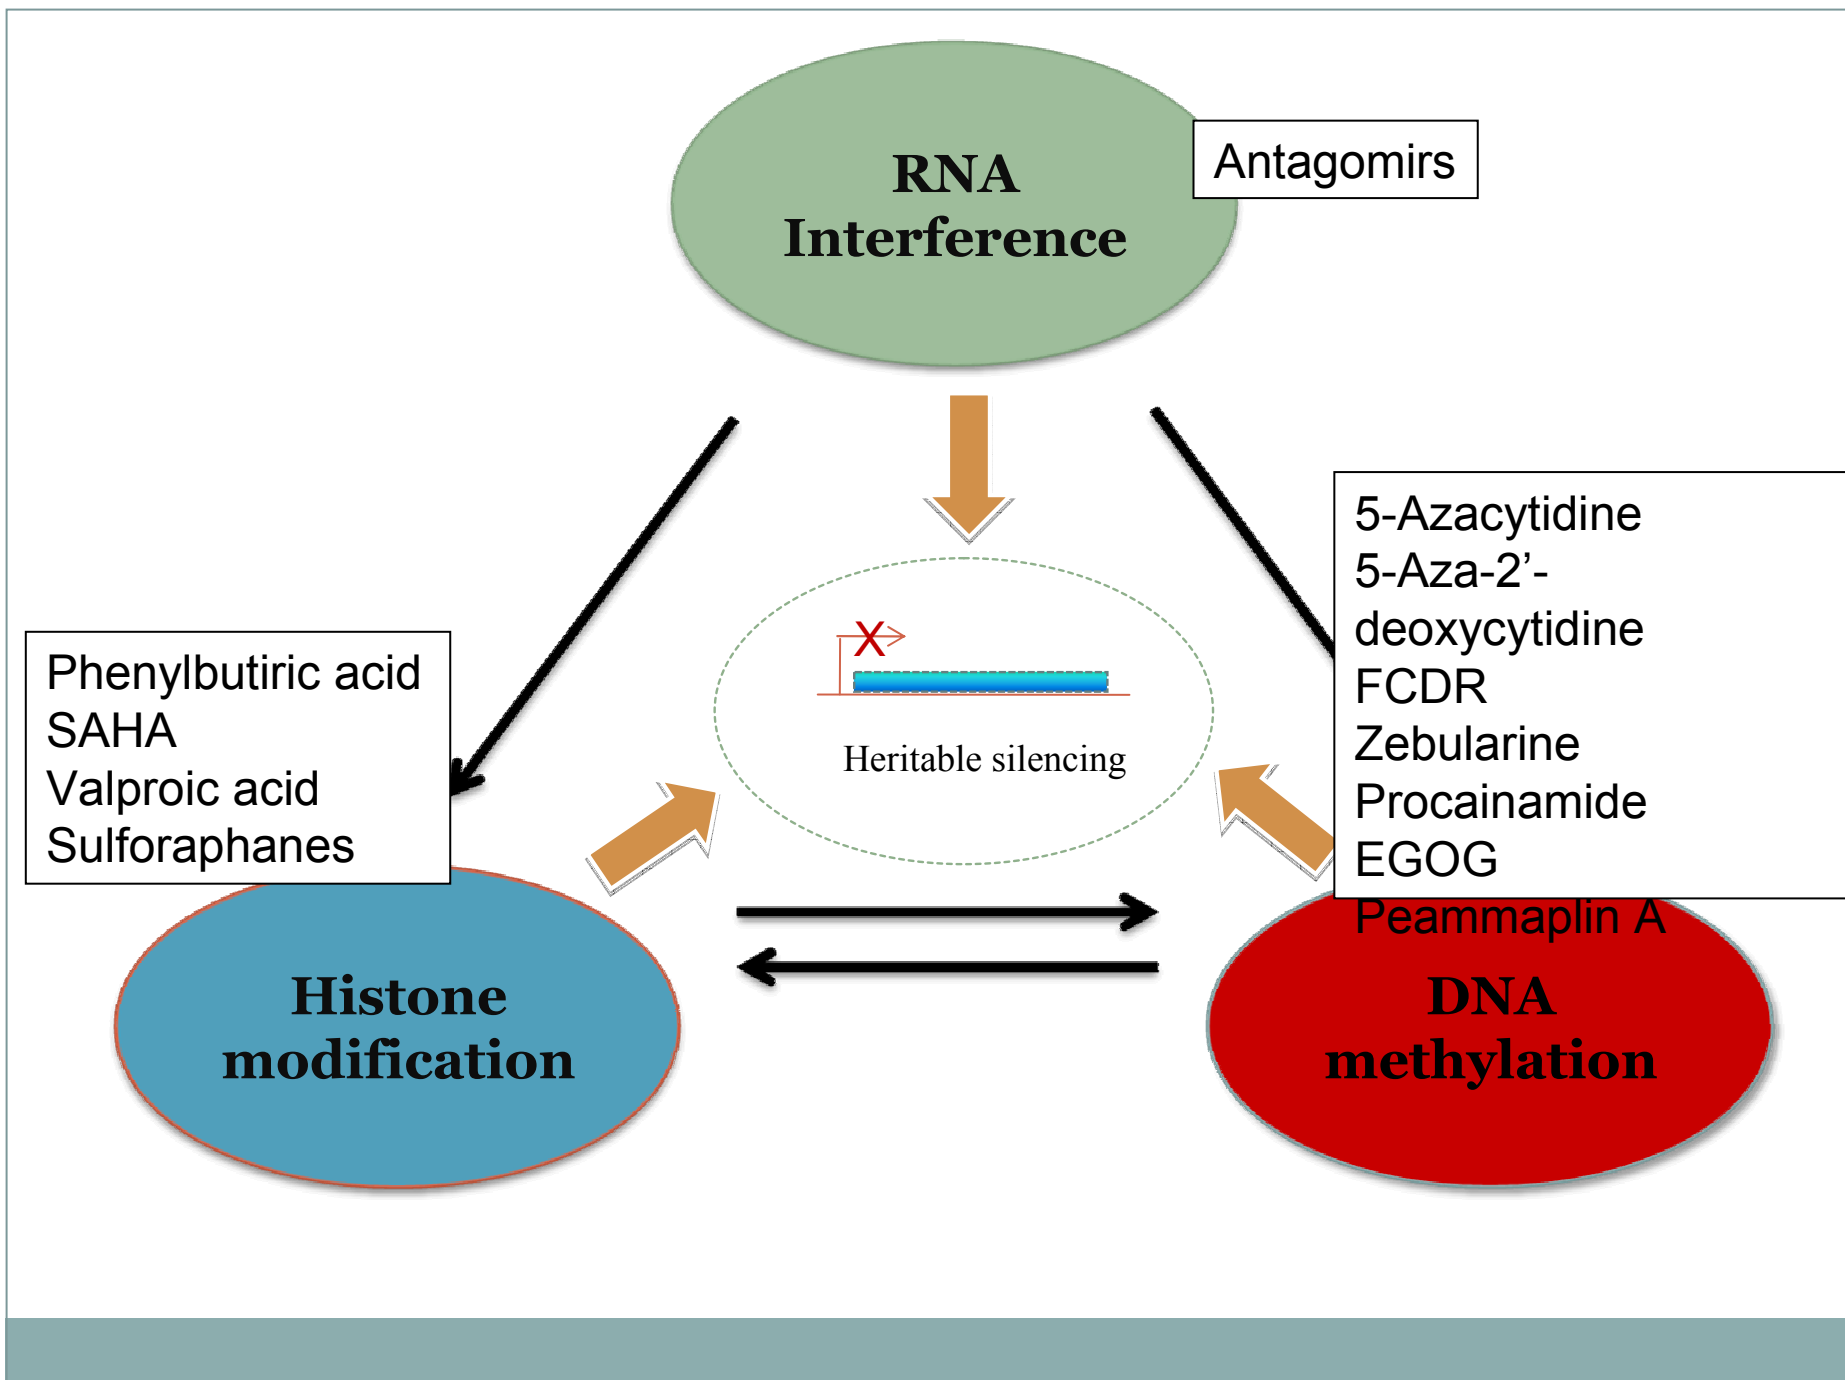 RNA
Interference
Antagomirs
5-Azacytidine
5-Aza-2’-
deoxycytidine
FCDR
Zebularine
Procainamide
EGOG
Peammaplin A
Phenylbutiric acid
SAHA
Valproic acid
Sulforaphanes
X
Heritable silencing
Histone
modification
DNA
methylation